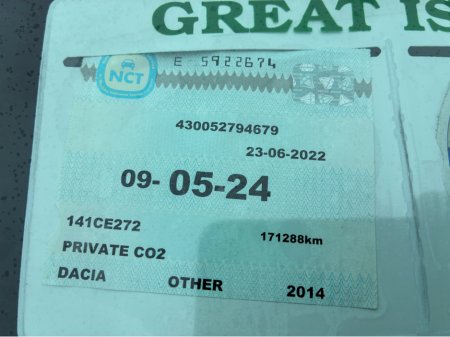 GREAT IS
NCT
E 5922674
430052794679
23-06-2022
09-05-24
141CE272
171288km
PRIVATE CO2
DACIA OTHER 2014